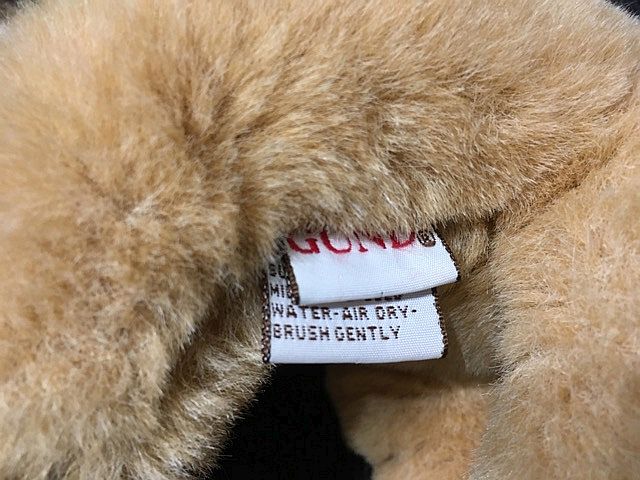 GUND®
WATER-AIR DRY-
BRUSH GENTLY